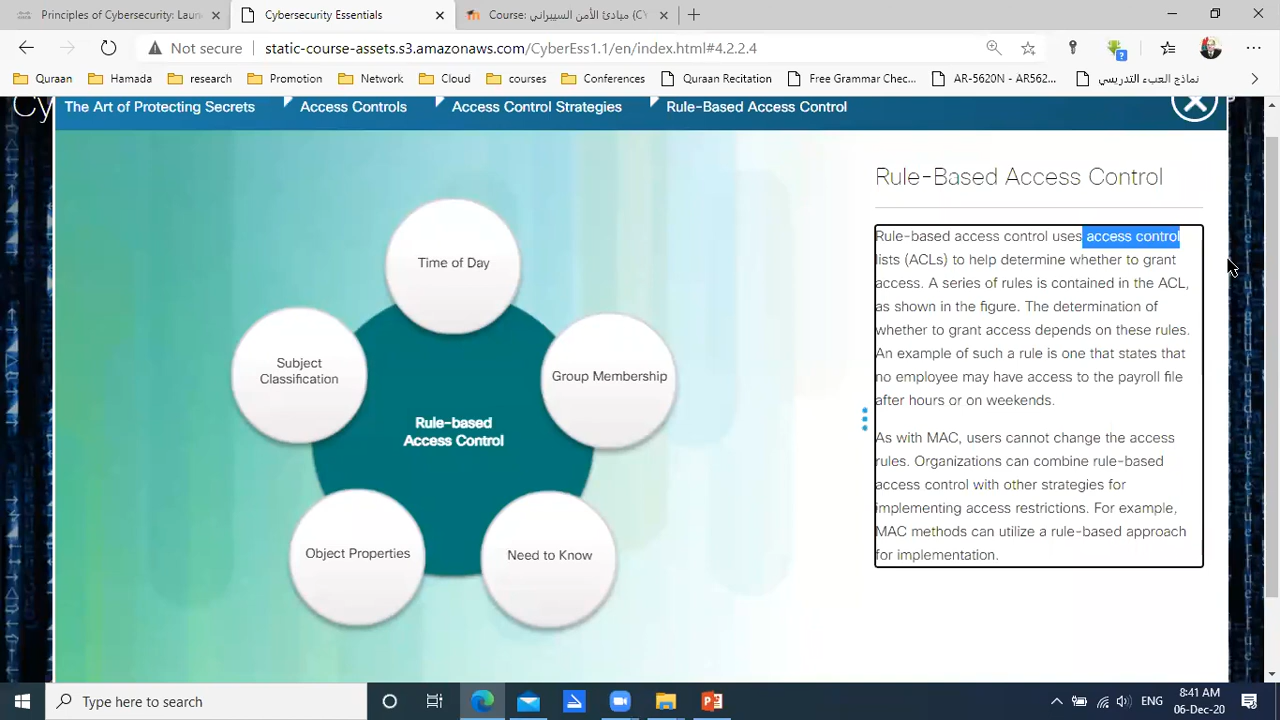 Principles of Cybersecurity: Laun
Cybersecurity Essentials
Course: مبادئ الأمن السيبراني (CY
Not secure
static-course-assets.s3.amazonaws.com/CyberEss1.1/en/index.html#4.2.2.4
Quraan
Hamada
research
Promotion
Network
Cloud
courses
Conferences
Quraan Recitation
Free Grammar Chec...
AR-5620N - AR562...
نماذج العبء التدريسي
Cy
The Art of Protecting Secrets
Access Controls
Access Control Strategies
Rule-Based Access Control
Time of Day
Subject
Classification
Group Membership
Rule-based
Access Control
Object Properties
Need to Know
Rule-Based Access Control
Rule-based access control uses access control
lists (ACLs) to help determine whether to grant
access. A series of rules is contained in the ACL,
as shown in the figure. The determination of
whether to grant access depends on these rules.
An example of such a rule is one that states that
no employee may have access to the payroll file
after hours or on weekends.
As with MAC, users cannot change the access
rules. Organizations can combine rule-based
access control with other strategies for
implementing access restrictions. For example,
MAC methods can utilize a rule-based approach
for implementation.
Type here to search
ENG
8:41 AM
06-Dec-20